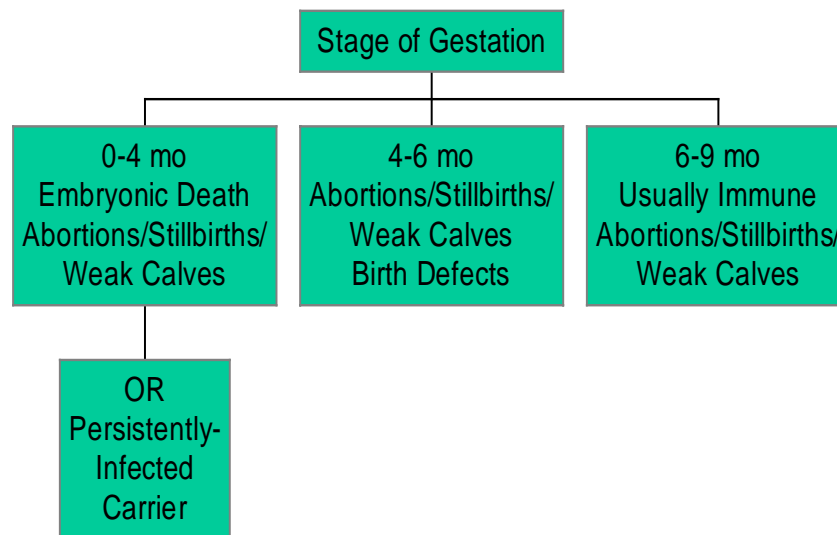 Stage of Gestation
0-4 mo
Embryonic Death
Abortions/Stillbirths/
Weak Calves
4-6 mo
Abortions/Stillbirths/
Weak Calves
Birth Defects
6-9 mo
Usually Immune
Abortions/Stillbirths/
Weak Calves
OR
Persistently-
Infected
Carrier